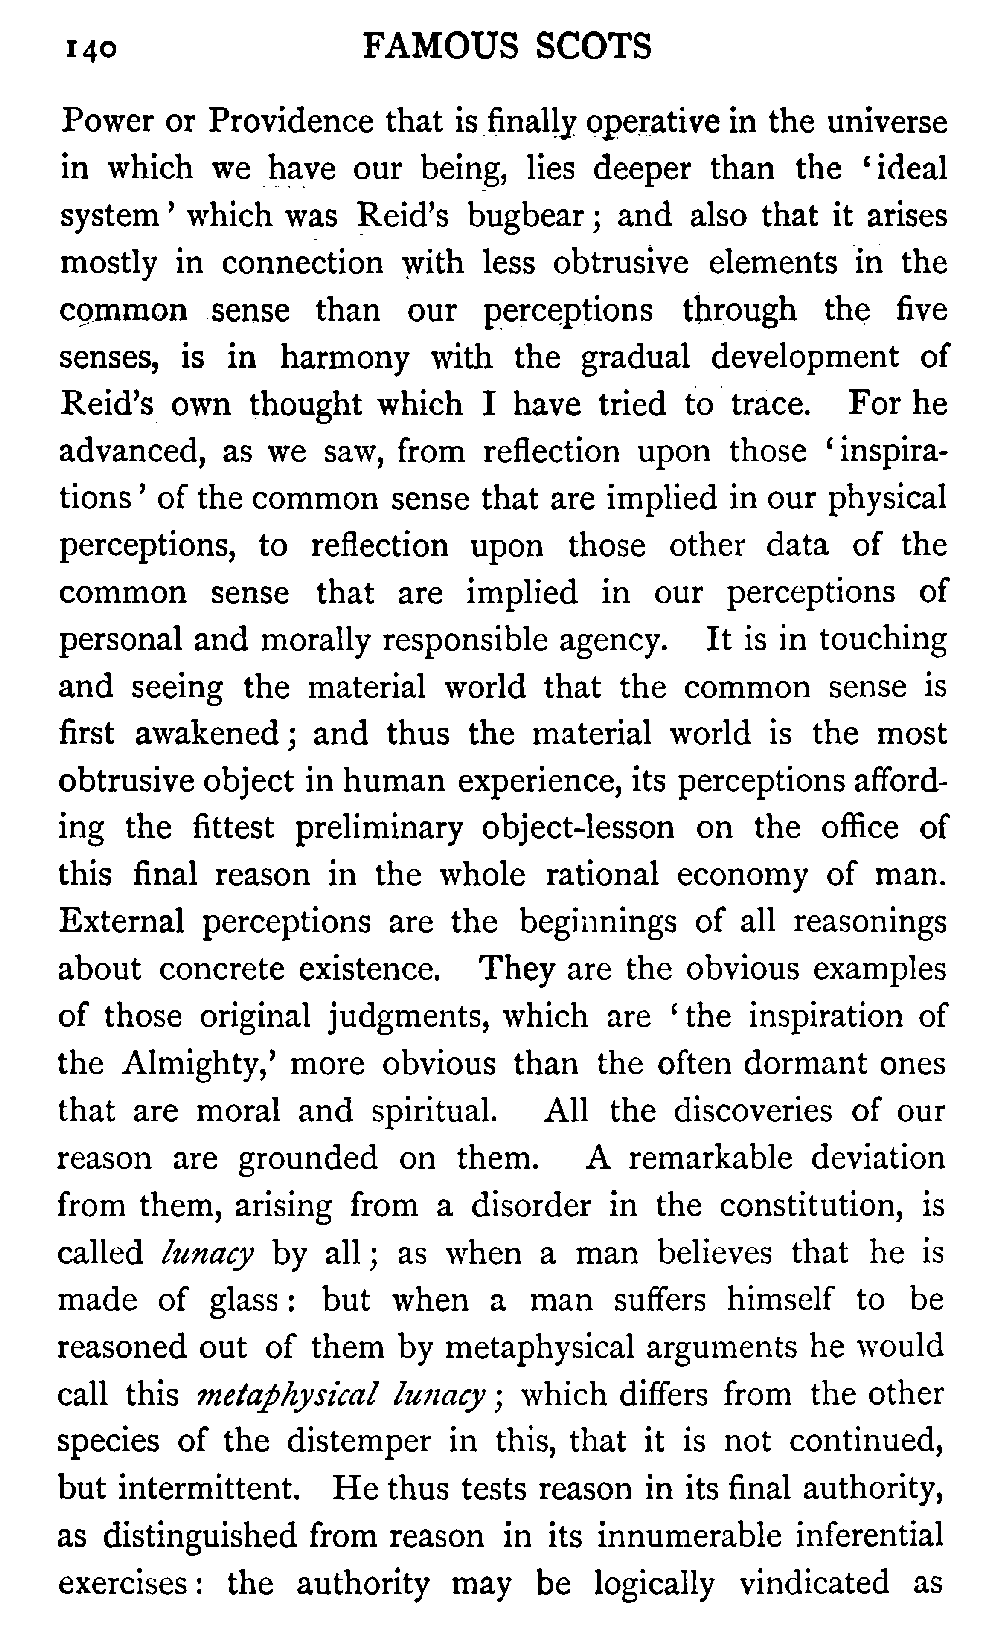 140 FAMOUS SCOTS
Power or Providence that is finally operative in the universe
in which we have our being, lies deeper than the ‘ideal
system’ which was Reid’s bugbear; and also that it arises
mostly in connection with less obtrusive elements in the
common sense than our perceptions through the five
senses, is in harmony with the gradual development of
Reid’s own thought which I have tried to trace. For he
advanced, as we saw, from reflection upon those ‘inspira-
tions’ of the common sense that are implied in our physical
perceptions, to reflection upon those other data of the
common sense that are implied in our perceptions of
personal and morally responsible agency. It is in touching
and seeing the material world that the common sense is
first awakened; and thus the material world is the most
obtrusive object in human experience, its perceptions afford-
ing the fittest preliminary object-lesson on the office of
this final reason in the whole rational economy of man.
External perceptions are the beginnings of all reasonings
about concrete existence. They are the obvious examples
of those original judgments, which are ‘the inspiration of
the Almighty,’ more obvious than the often dormant ones
that are moral and spiritual. All the discoveries of our
reason are grounded on them. A remarkable deviation
from them, arising from a disorder in the constitution, is
called lunacy by all; as when a man believes that he is
made of glass: but when a man suffers himself to be
reasoned out of them by metaphysical arguments he would
call this metaphysical lunacy; which differs from the other
species of the distemper in this, that it is not continued,
but intermittent. He thus tests reason in its final authority,
as distinguished from reason in its innumerable inferential
exercises: the authority may be logically vindicated as